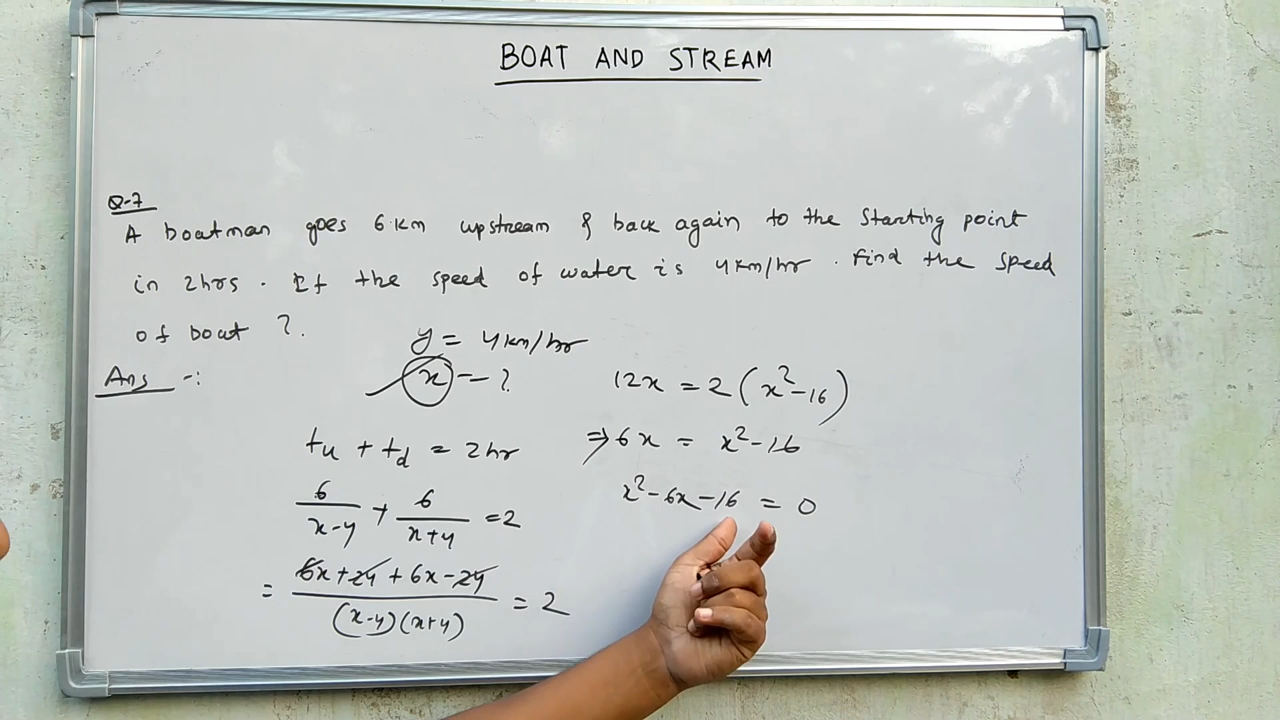 BOAT AND STREAM
Q-7
A boatman goes 6 km upstream & back again to the starting point
in 2hrs. If the speed of water is 4km/hr. Find the speed
of boat ?.
Ans -:
y = 4km/hr
x = ?
tu + td = 2hr
6/(x-4) + 6/(x+4) = 2
= (6x+24+6x-24)/((x-4)(x+4)) = 2
12x = 2(x²-16)
⇒ 6x = x²-16
x²-6x-16 = 0